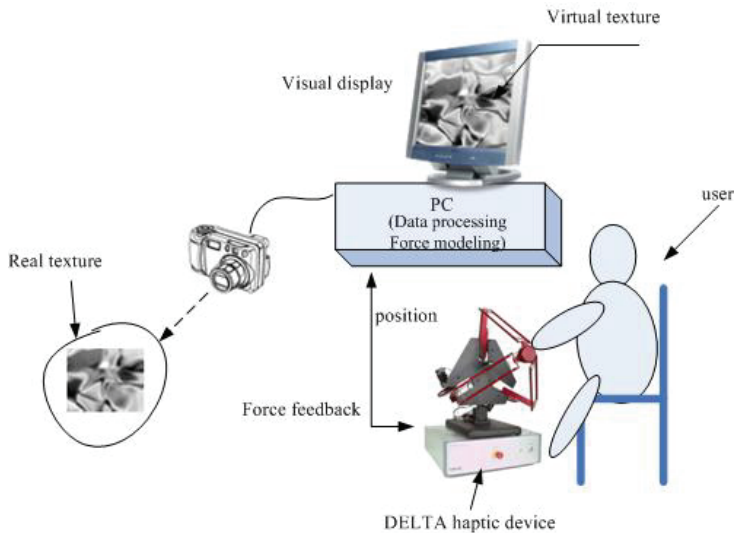 Virtual texture
Visual display
PC
(Data processing
Force modeling)
user
Real texture
position
Force feedback
DELTA haptic device